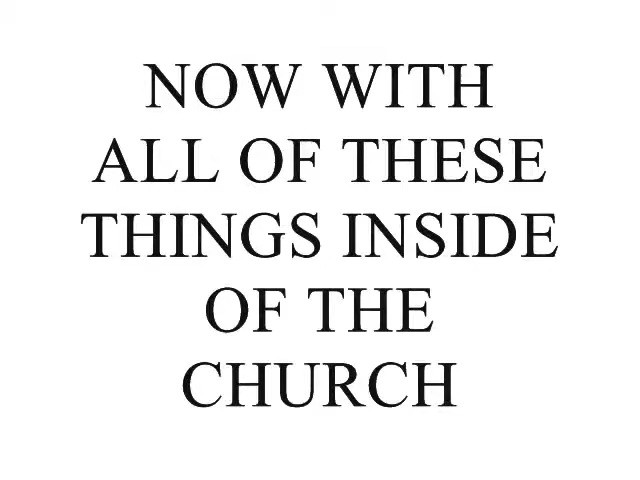 NOW WITH
ALL OF THESE
THINGS INSIDE
OF THE
CHURCH